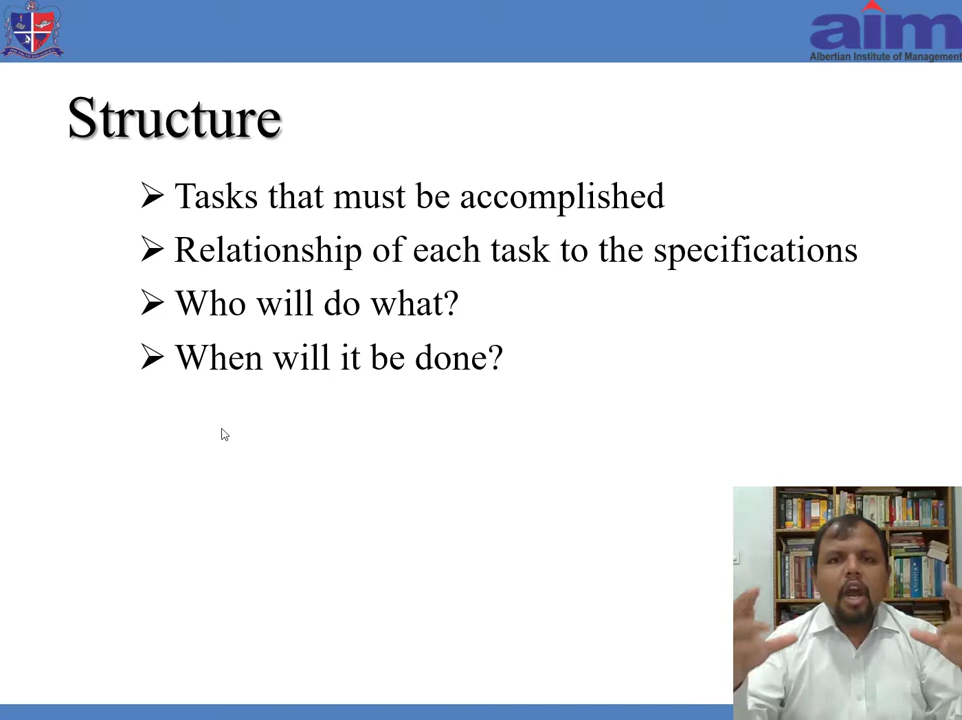 aim
Albertian Institute of Management
Structure
Tasks that must be accomplished
Relationship of each task to the specifications
Who will do what?
When will it be done?